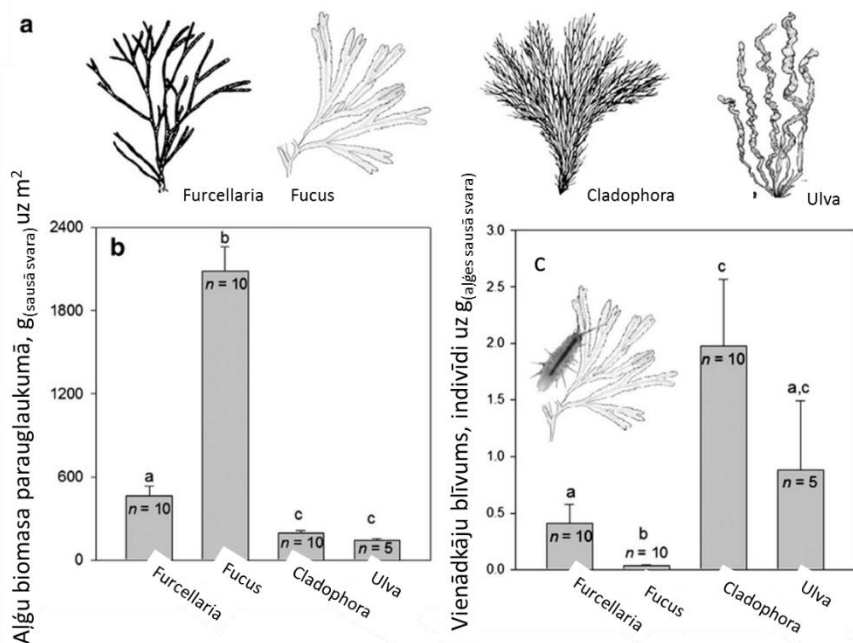 a
Furcellaria
Fucus
Cladophora
Ulva
Aļģu biomasa parauglaukumā, g(sausā svara) uz m2
b
2400
1800
1200
600
0
a
n = 10
b
n = 10
c
n = 10
c
n = 5
Furcellaria
Fucus
Cladophora
Ulva
Vienādkāju blīvums, indivīdi uz g(aļģes sausā svara)
c
3.0
2.5
2.0
1.5
1.0
0.5
0.0
a
n = 10
b
n = 10
c
n = 10
a,c
n = 5
Furcellaria
Fucus
Cladophora
Ulva